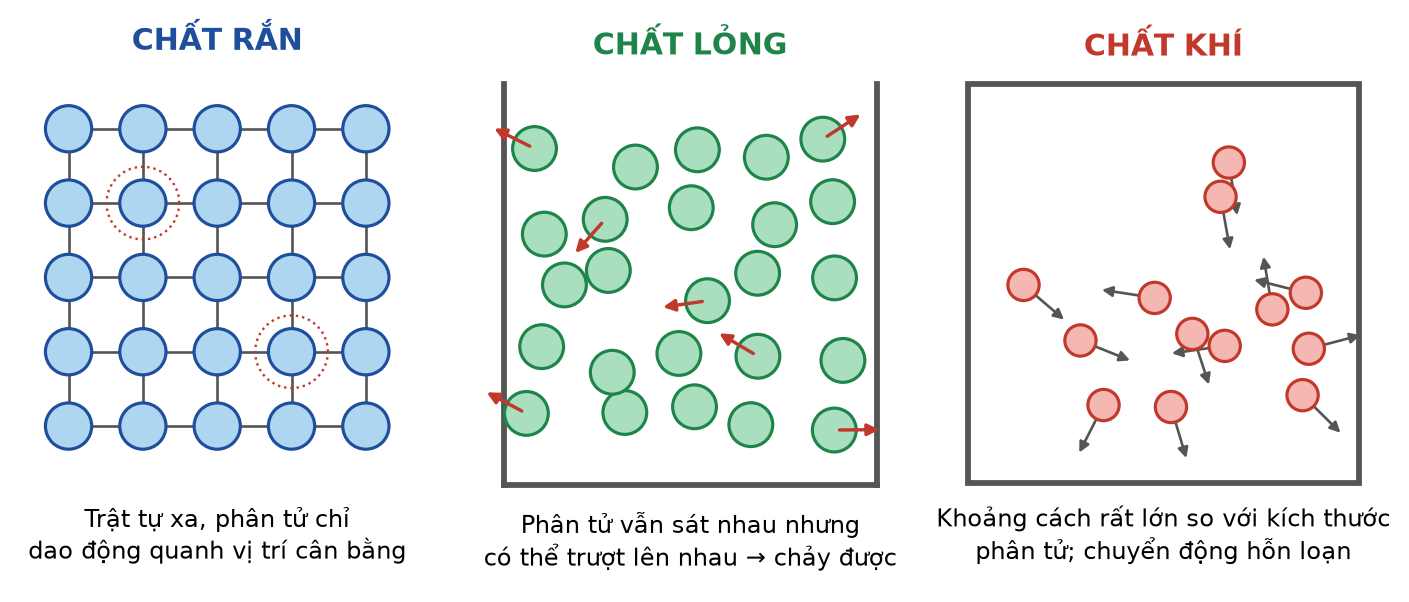 CHẤT RẮN
Trật tự xa, phân tử chỉ
dao động quanh vị trí cân bằng
CHẤT LỎNG
Phân tử vẫn sát nhau nhưng
có thể trượt lên nhau → chảy được
CHẤT KHÍ
Khoảng cách rất lớn so với kích thước
phân tử; chuyển động hỗn loạn